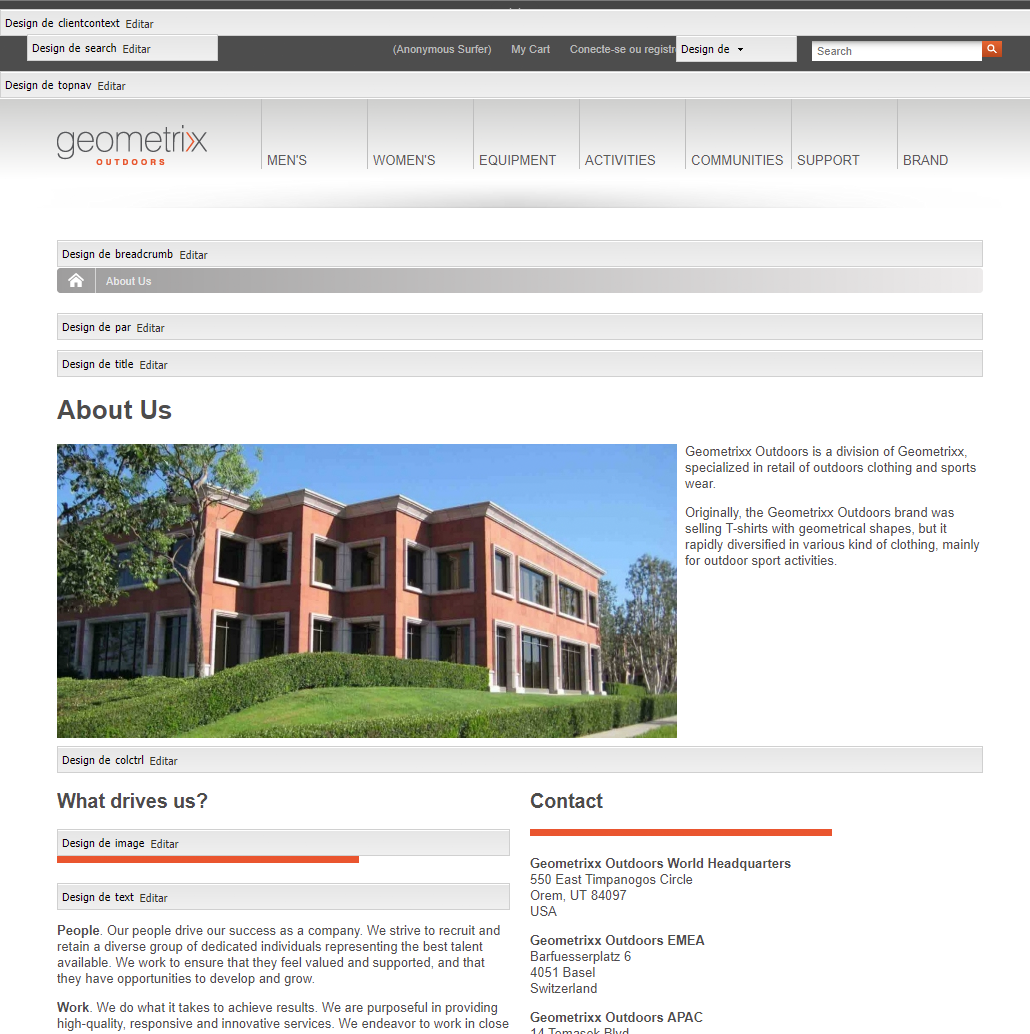 Design de clientcontext Editar
Design de search Editar
(Anonymous Surfer) My Cart Conecte-se ou registr
Design de
Search
Design de topnav Editar
geometrixx
OUTDOORS
MEN'S WOMEN'S EQUIPMENT ACTIVITIES COMMUNITIES SUPPORT BRAND
Design de breadcrumb Editar
About Us
Design de par Editar
Design de title Editar
About Us
Geometrixx Outdoors is a division of Geometrixx,
specialized in retail of outdoors clothing and sports
wear.
Originally, the Geometrixx Outdoors brand was
selling T-shirts with geometrical shapes, but it
rapidly diversified in various kind of clothing, mainly
for outdoor sport activities.
Design de colctrl Editar
What drives us?
Design de image Editar
Design de text Editar
People. Our people drive our success as a company. We strive to recruit and
retain a diverse group of dedicated individuals representing the best talent
available. We work to ensure that they feel valued and supported, and that
they have opportunities to develop and grow.
Work. We do what it takes to achieve results. We are purposeful in providing
high-quality, responsive and innovative services. We endeavor to work in close
Contact
Geometrixx Outdoors World Headquarters
550 East Timpanogos Circle
Orem, UT 84097
USA
Geometrixx Outdoors EMEA
Barfuesserplatz 6
4051 Basel
Switzerland
Geometrixx Outdoors APAC
14 Tomasek Blvd